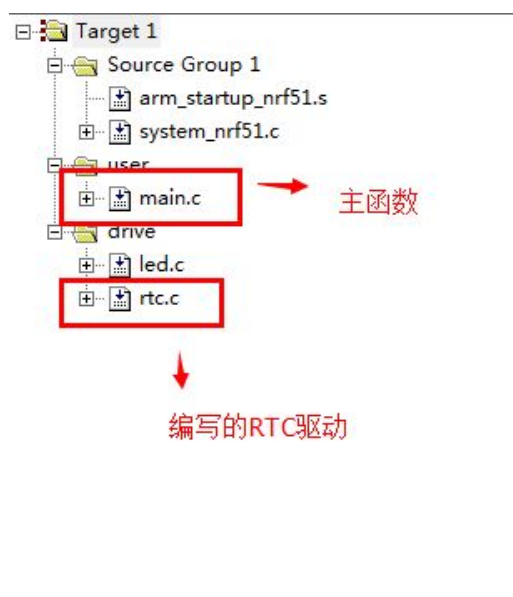 Target 1
Source Group 1
arm_startup_nrf51.s
system_nrf51.c
user
main.c
主函数
drive
led.c
rtc.c
编写的RTC驱动